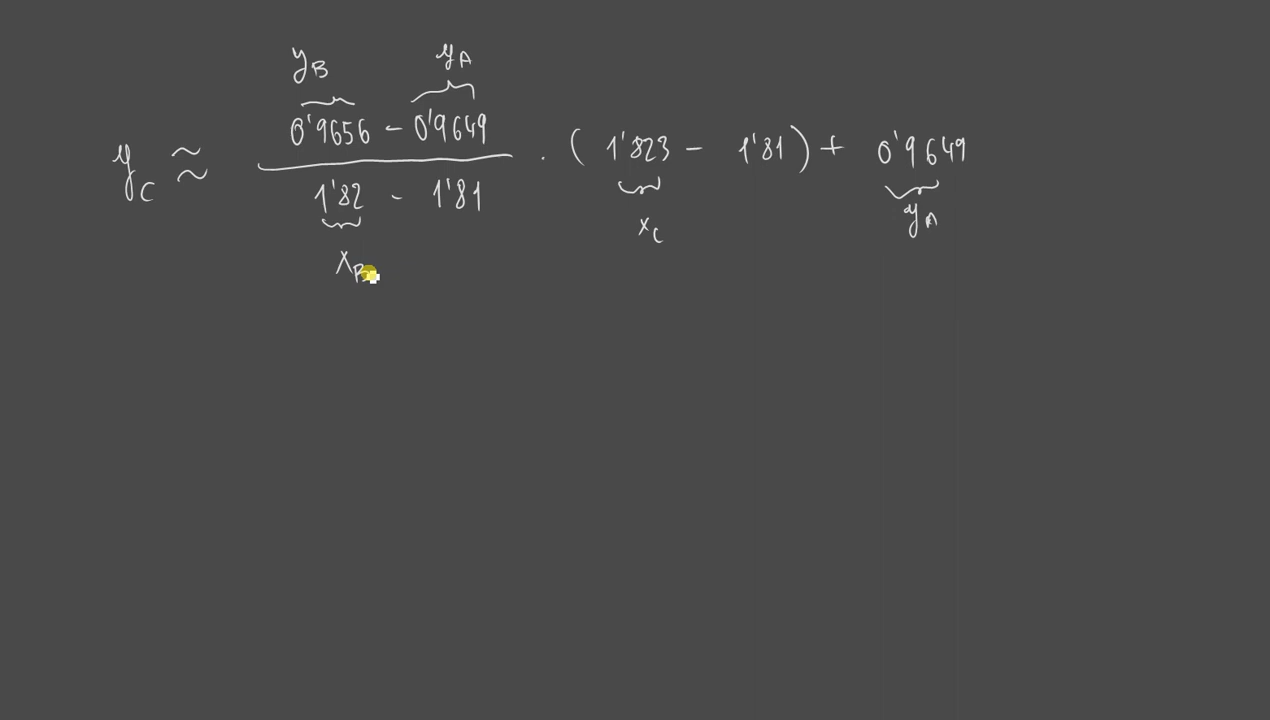 y_B y_A
y_C ≈ (0'9656 - 0'9649) / (1'82 - 1'81) · (1'823 - 1'81) + 0'9649
x_B x_C y_A